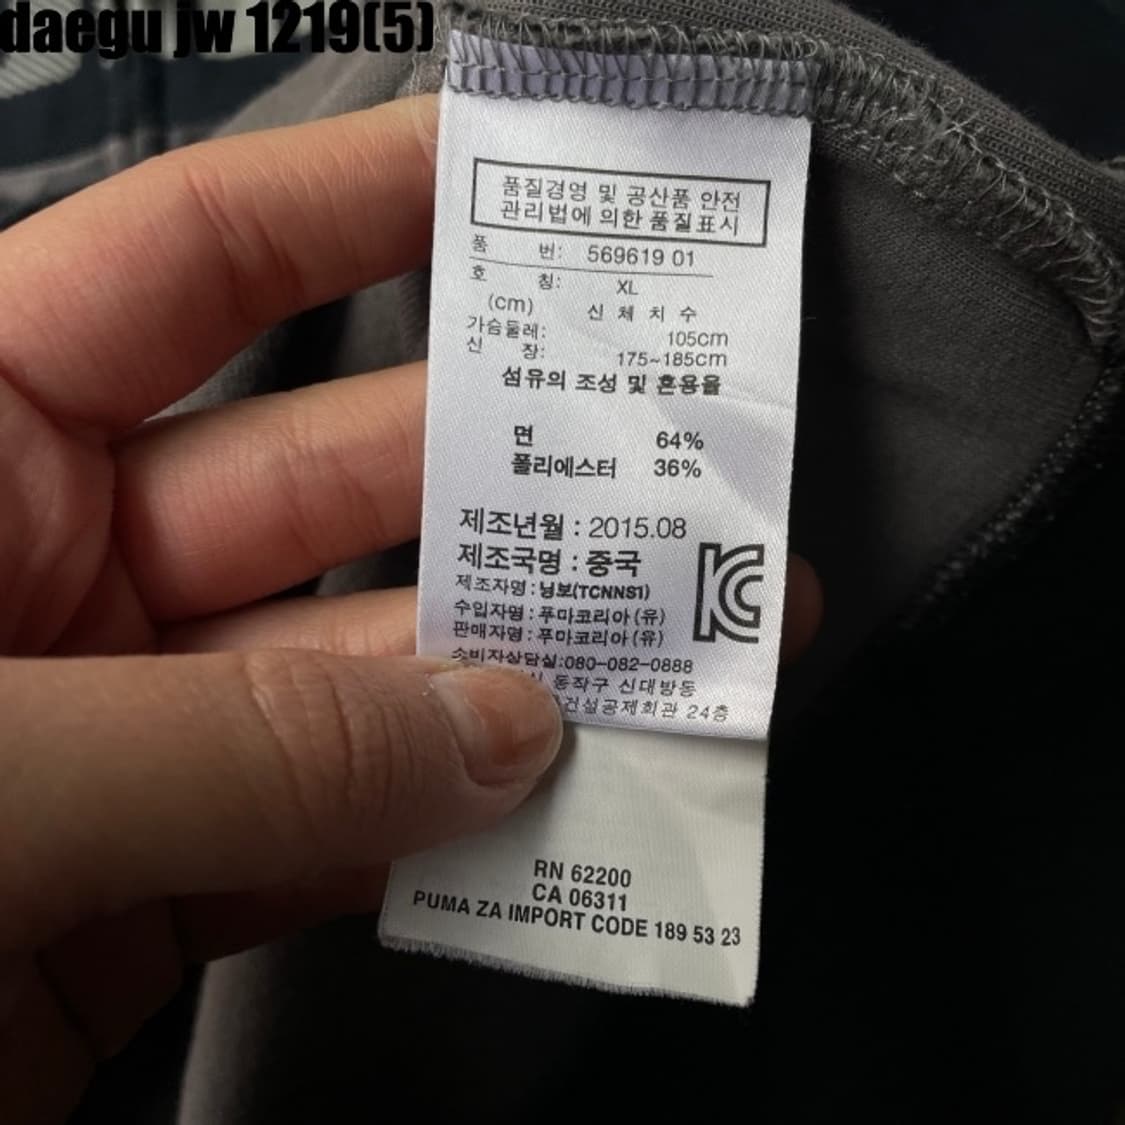 daegu jw 1219(5)
품질경영 및 공산품 안전
관리법에 의한 품질표시
품 번: 569619 01
호 칭: XL
(cm) 신 체 치 수
가슴둘레: 105cm
신 장: 175~185cm
섬유의 조성 및 혼용율
면 64%
폴리에스터 36%
제조년월 : 2015.08
제조국명 : 중국
제조자명 : 닝보(TCNNS1)
수입자명 : 푸마코리아 (유)
판매자명 : 푸마코리아 (유)
소비자상담실:080-082-0888
동작구 신대방동
건설공제회관 24층
RN 62200
CA 06311
PUMA ZA IMPORT CODE 189 53 23